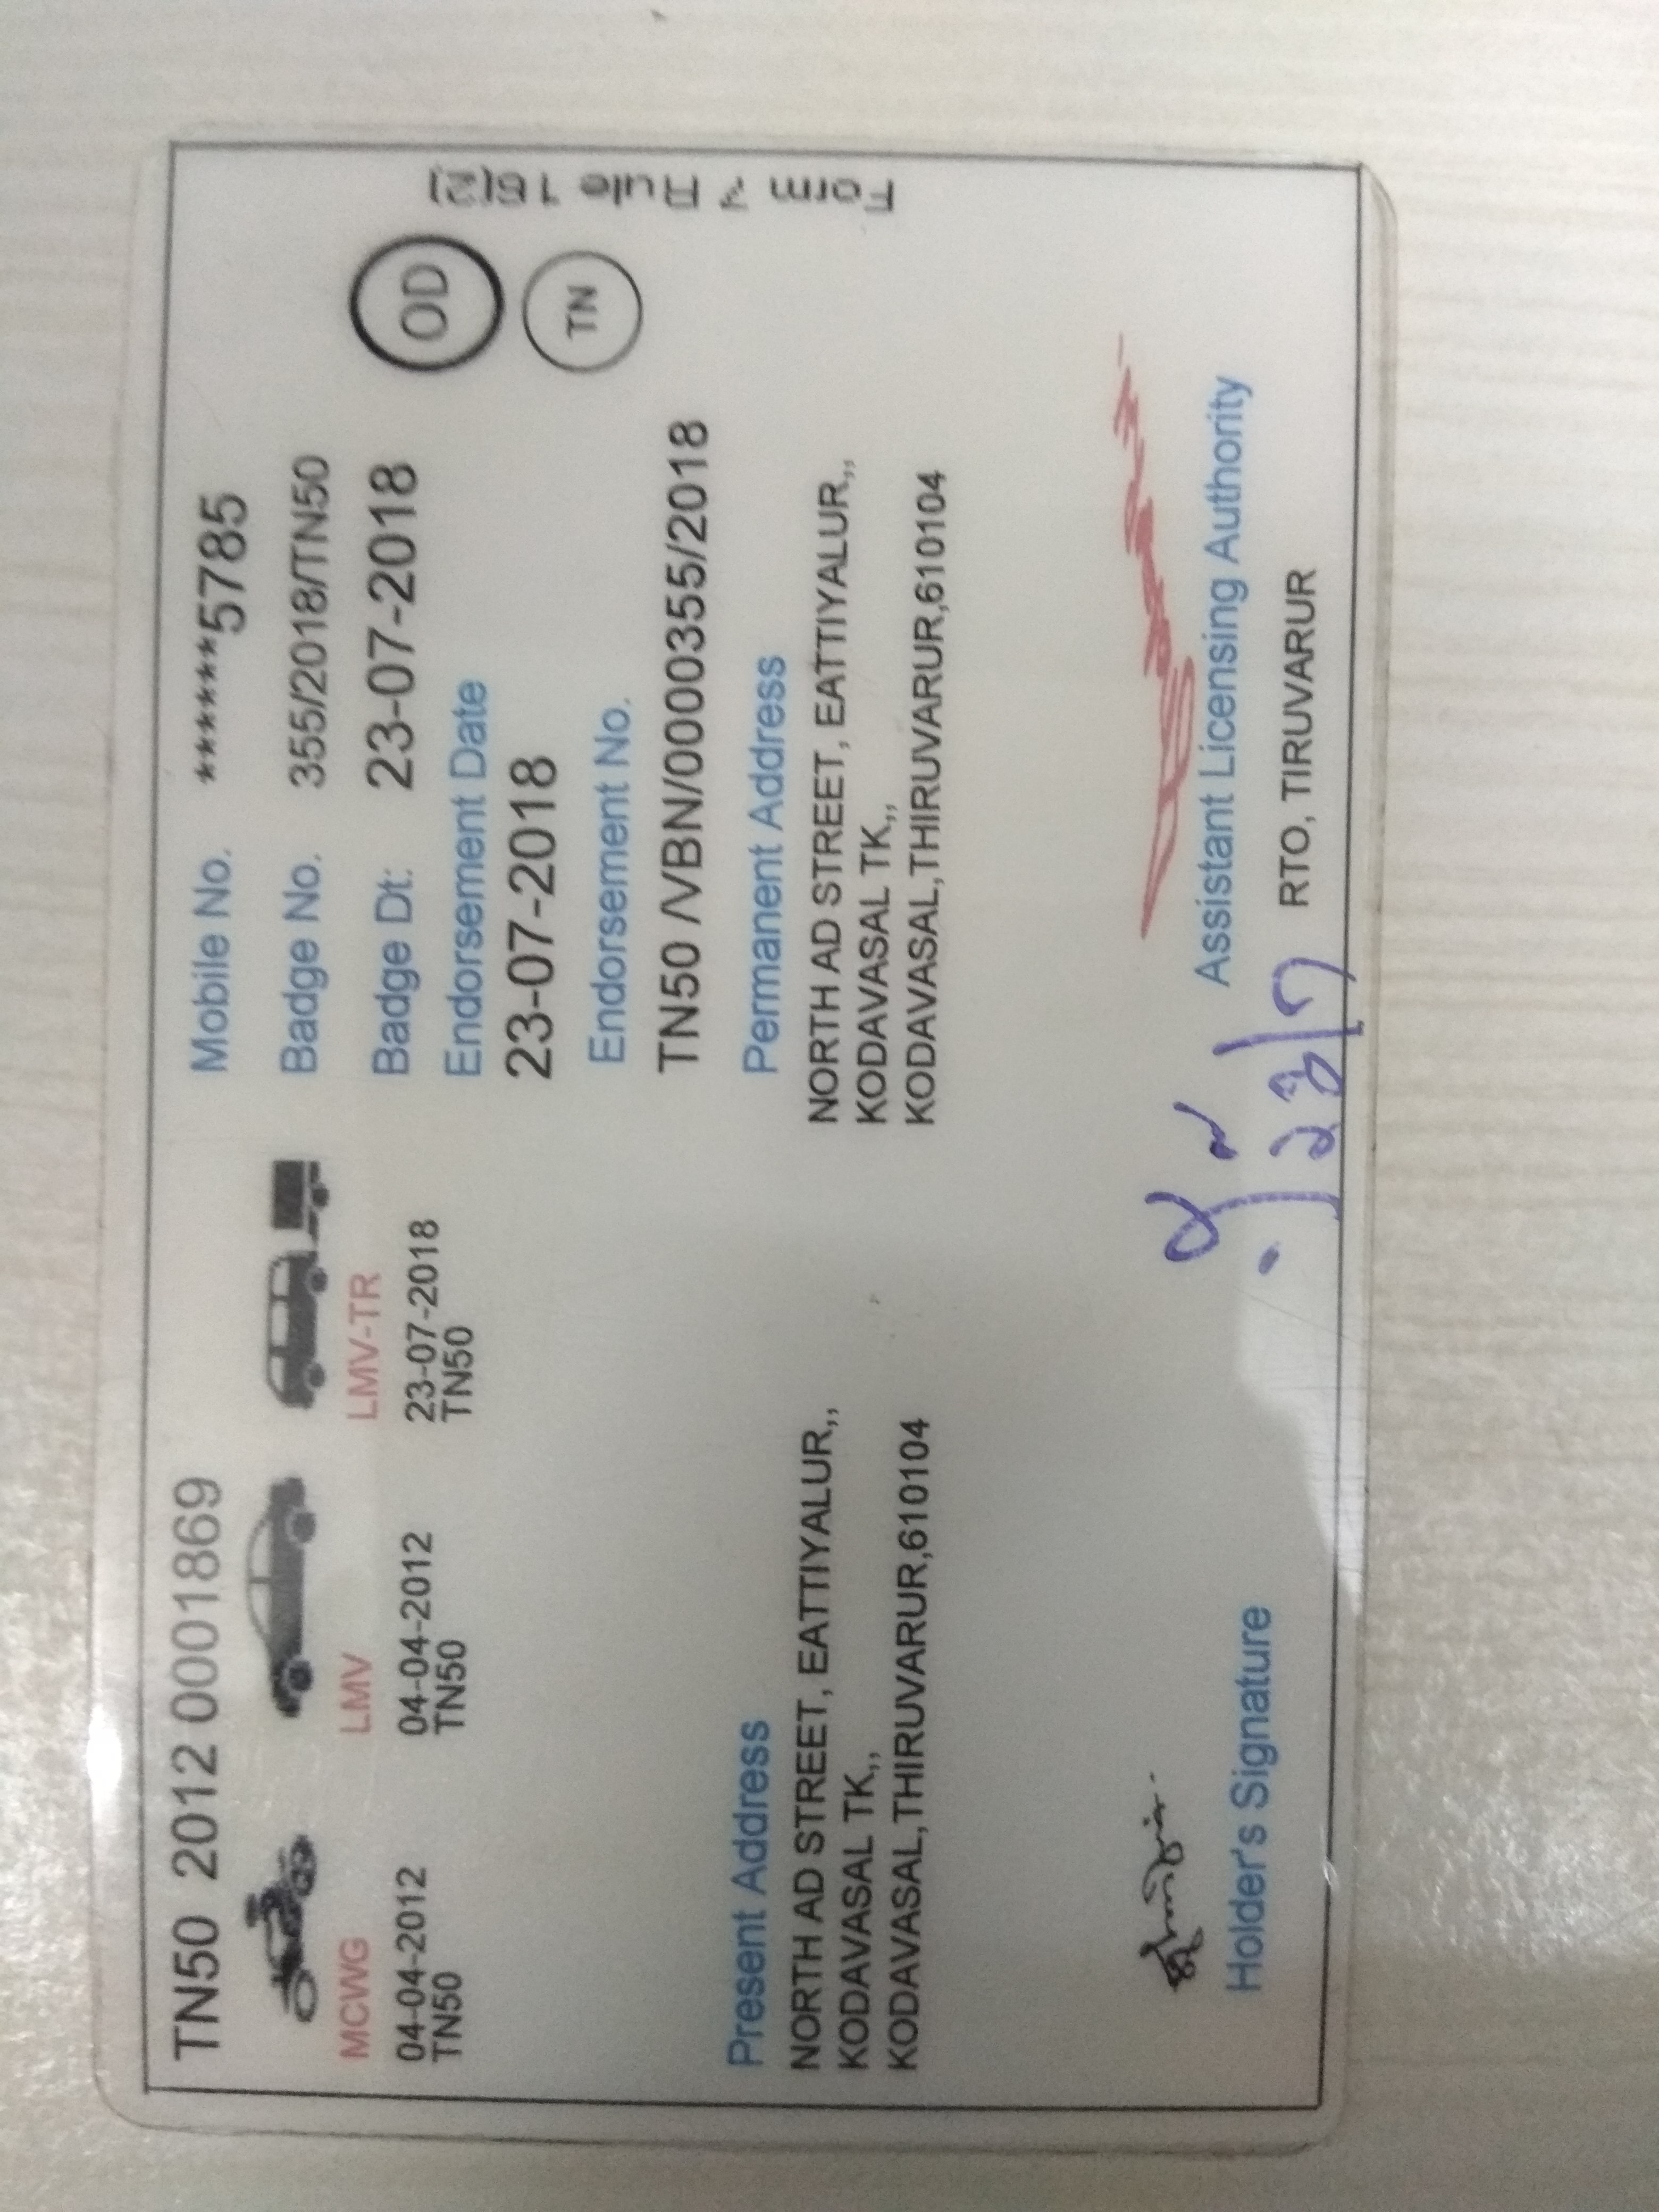 TN50 2012 0001869
MCWG
04-04-2012
TN50
LMV
04-04-2012
TN50
LMV-TR
23-07-2018
TN50
Mobile No. ******5785
Badge No. 355/2018/TN50
Badge Dt: 23-07-2018
Endorsement Date
23-07-2018
Endorsement No.
TN50 /VBN/0000355/2018
OD
TN
Form 7 Rule 16(2)
Present Address
NORTH AD STREET, EATTIYALUR,,
KODAVASAL TK,,
KODAVASAL,THIRUVARUR,610104
Permanent Address
NORTH AD STREET, EATTIYALUR,,
KODAVASAL TK,,
KODAVASAL,THIRUVARUR,610104
Holder's Signature
Assistant Licensing Authority
RTO, TIRUVARUR